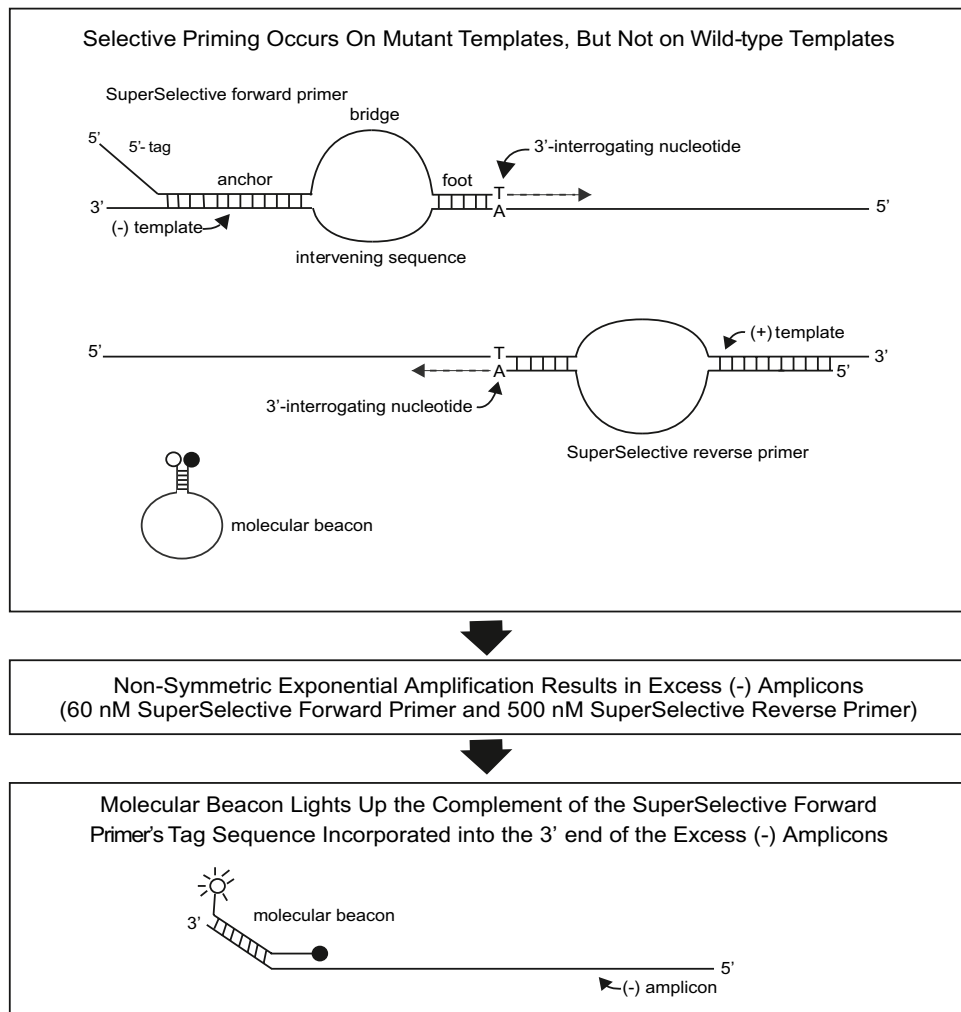 Selective Priming Occurs On Mutant Templates, But Not on Wild-type Templates
SuperSelective forward primer
bridge
5'
5'- tag
3'-interrogating nucleotide
anchor
foot
T
3'
A
5'
(-) template
intervening sequence
(+) template
5'
T
3'
A
5'
3'-interrogating nucleotide
SuperSelective reverse primer
molecular beacon
Non-Symmetric Exponential Amplification Results in Excess (-) Amplicons
(60 nM SuperSelective Forward Primer and 500 nM SuperSelective Reverse Primer)
Molecular Beacon Lights Up the Complement of the SuperSelective Forward
Primer's Tag Sequence Incorporated into the 3' end of the Excess (-) Amplicons
molecular beacon
3'
5'
(-) amplicon